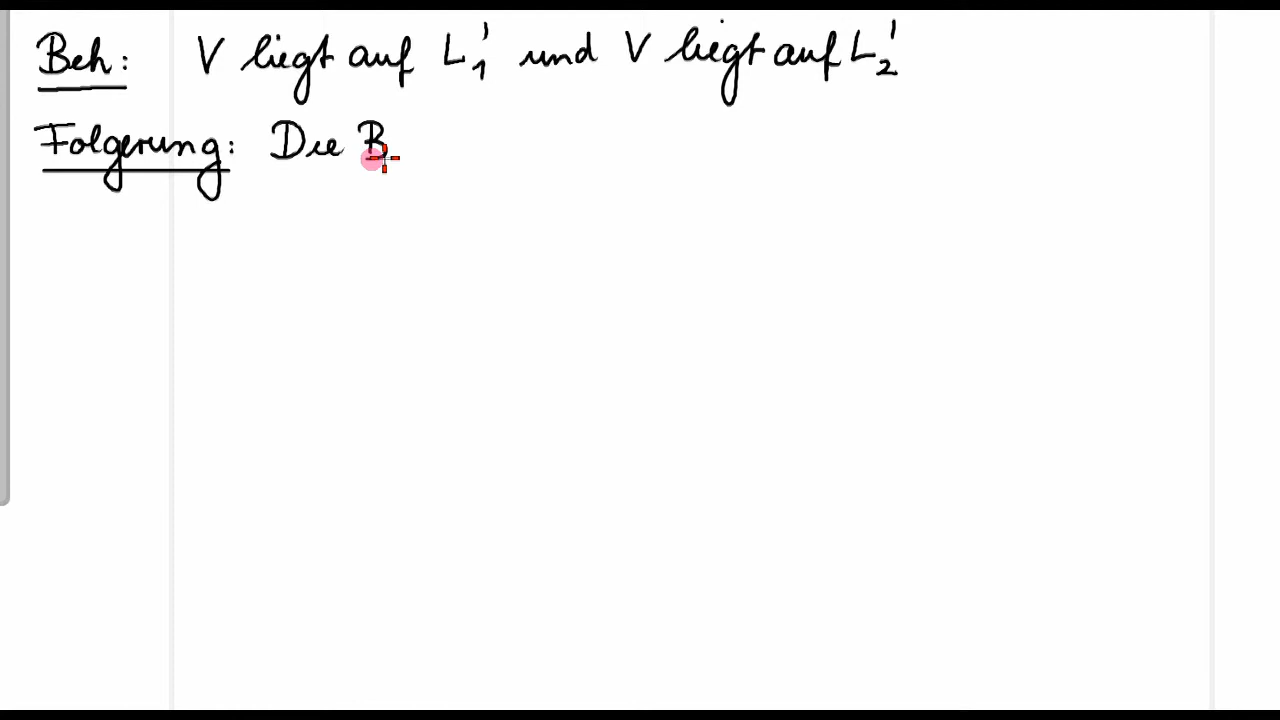 Beh: V liegt auf L₁' und V liegt auf L₂'
Folgerung: Die B